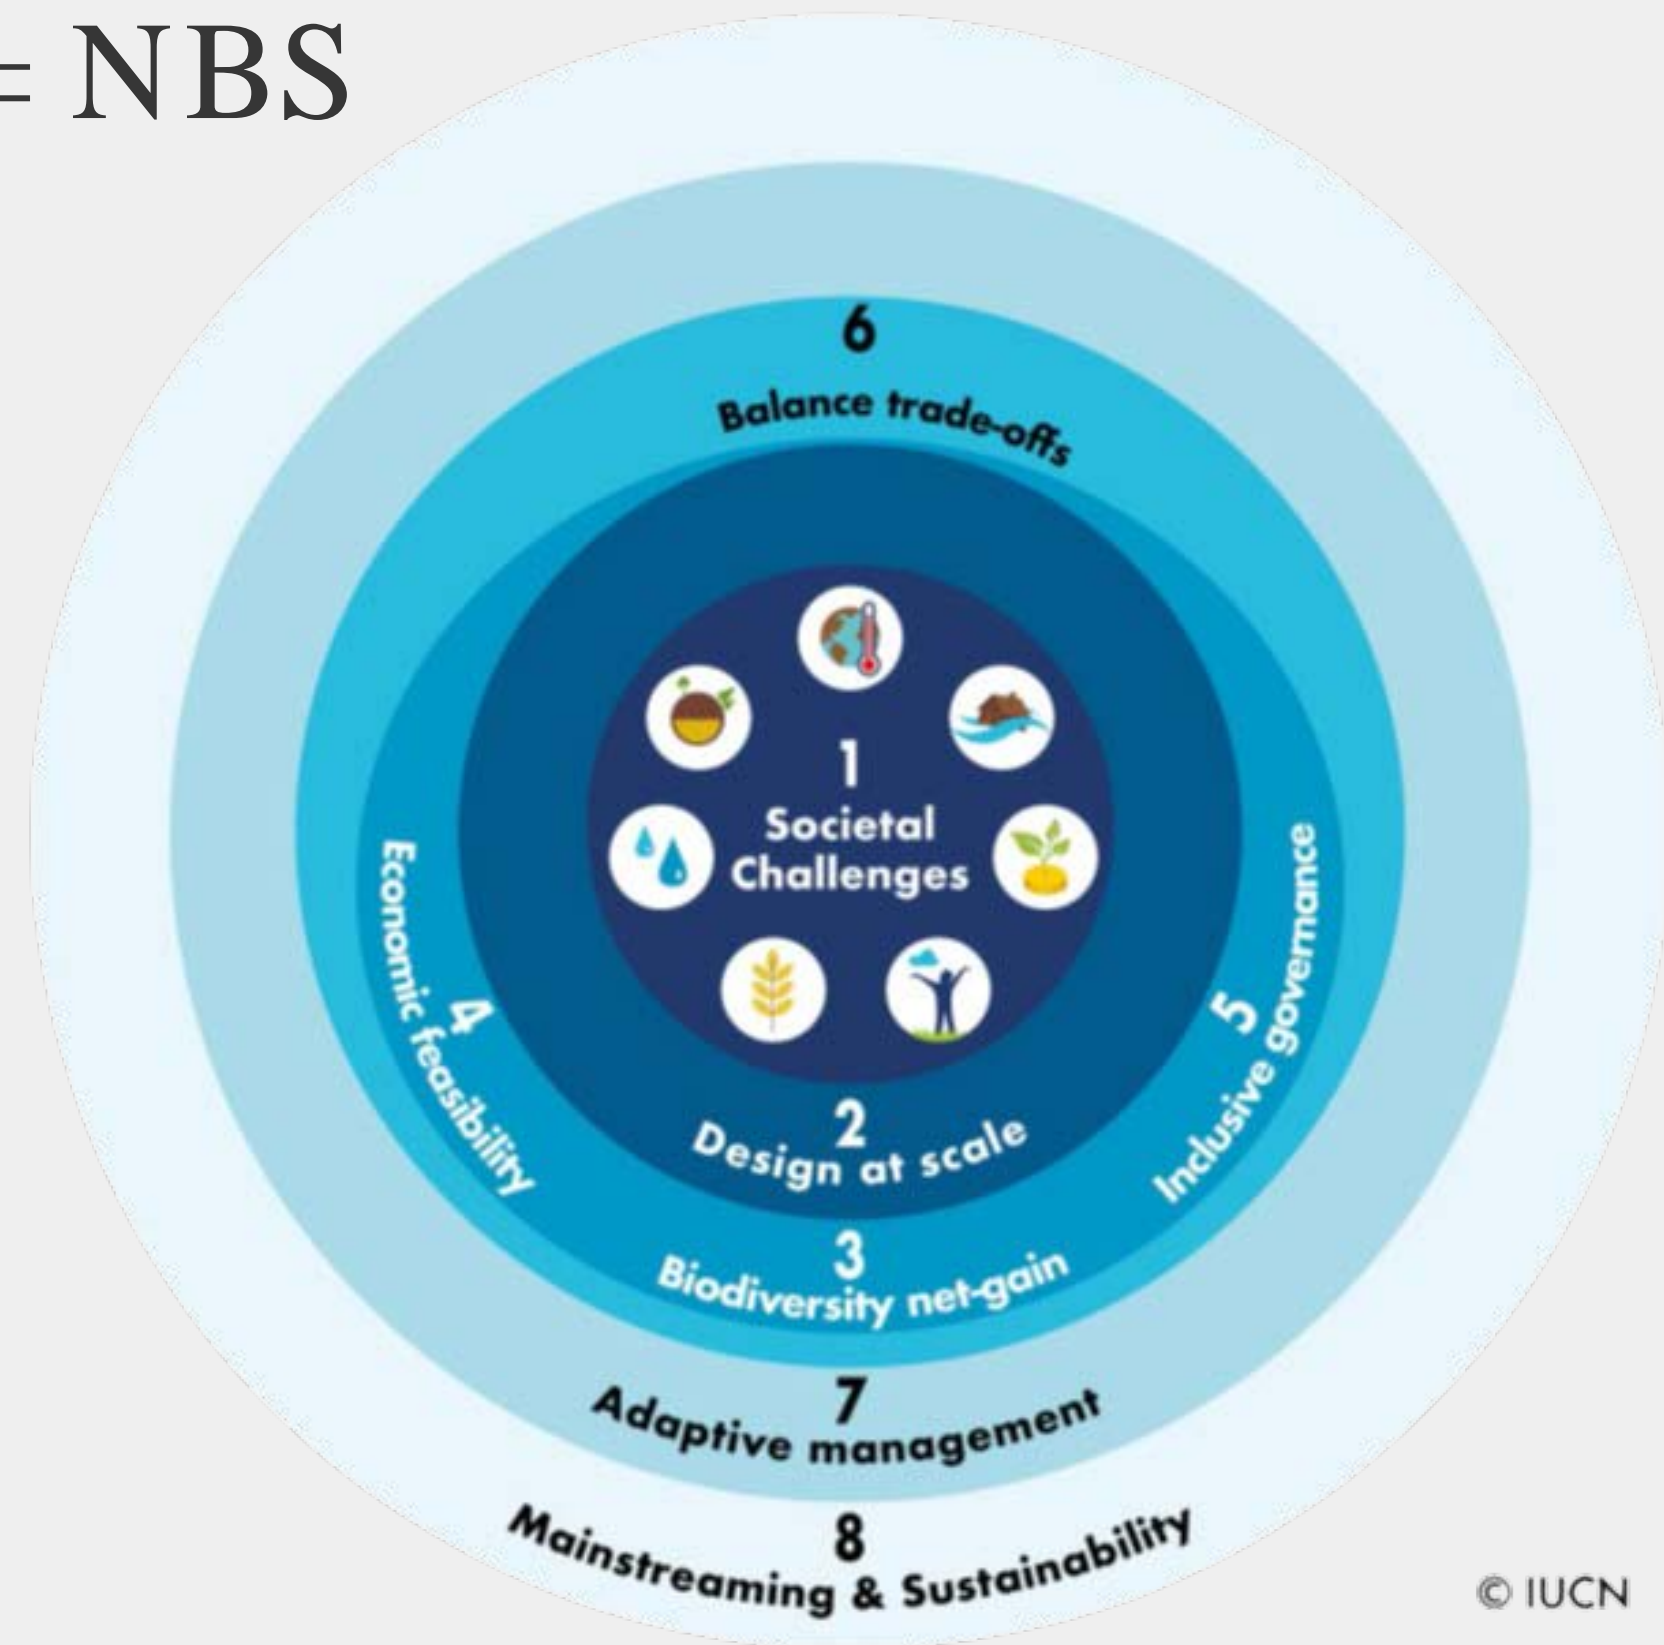 = NBS
6
Balance trade-offs
1
Societal
Challenges
4
Economic feasibility
5
Inclusive governance
2
Design at scale
3
Biodiversity net-gain
7
Adaptive management
8
Mainstreaming & Sustainability
© IUCN